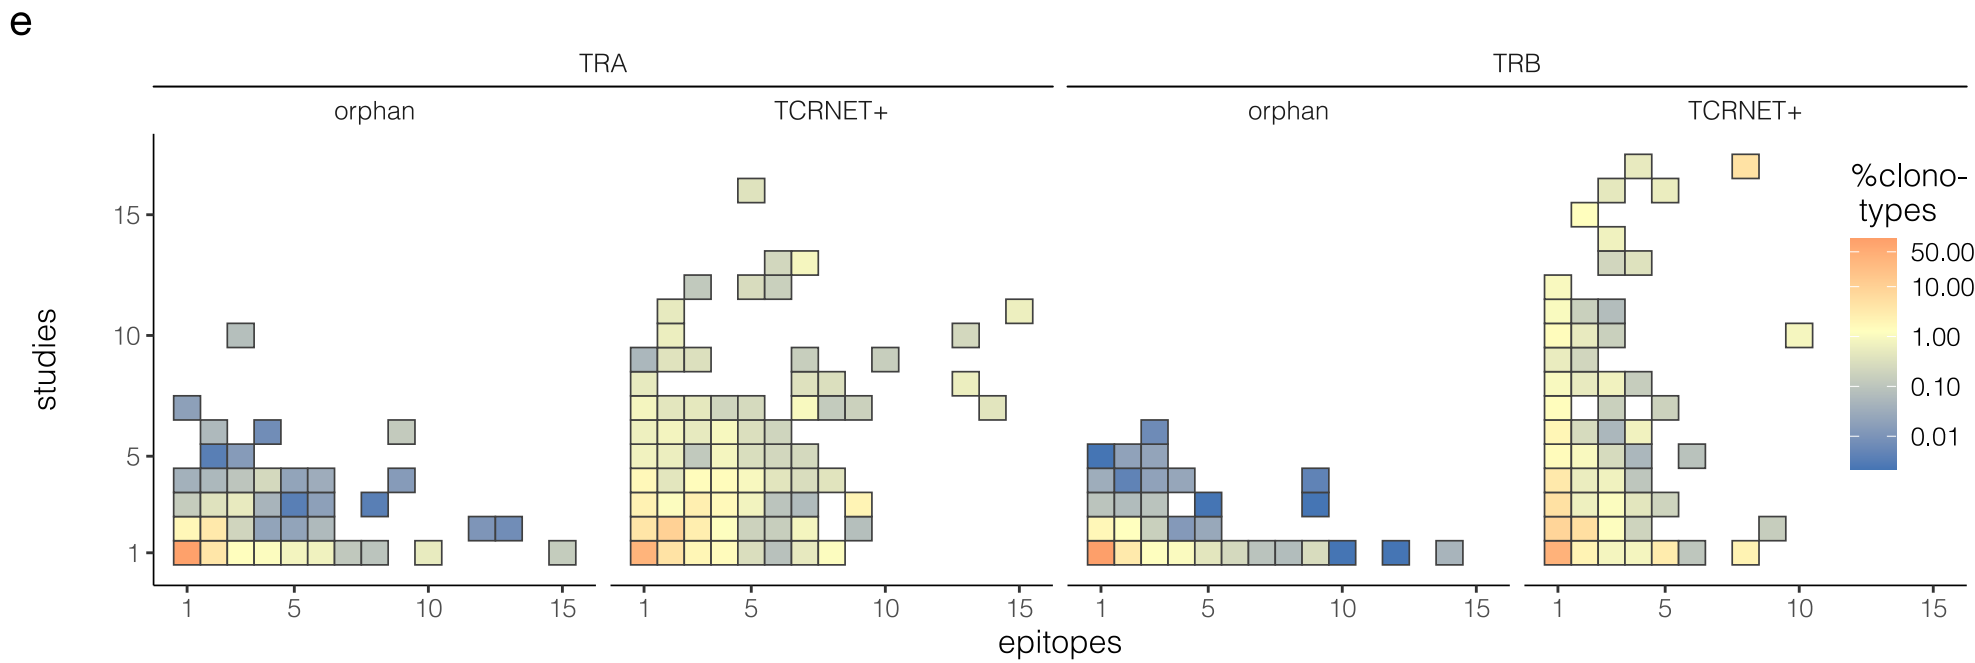 e
TRA
TRB
orphan
TCRNET+
orphan
TCRNET+
studies
15
10
5
1
%clono-
types
50.00
10.00
1.00
0.10
0.01
1 5 10 15
1 5 10 15
1 5 10 15
1 5 10 15
epitopes